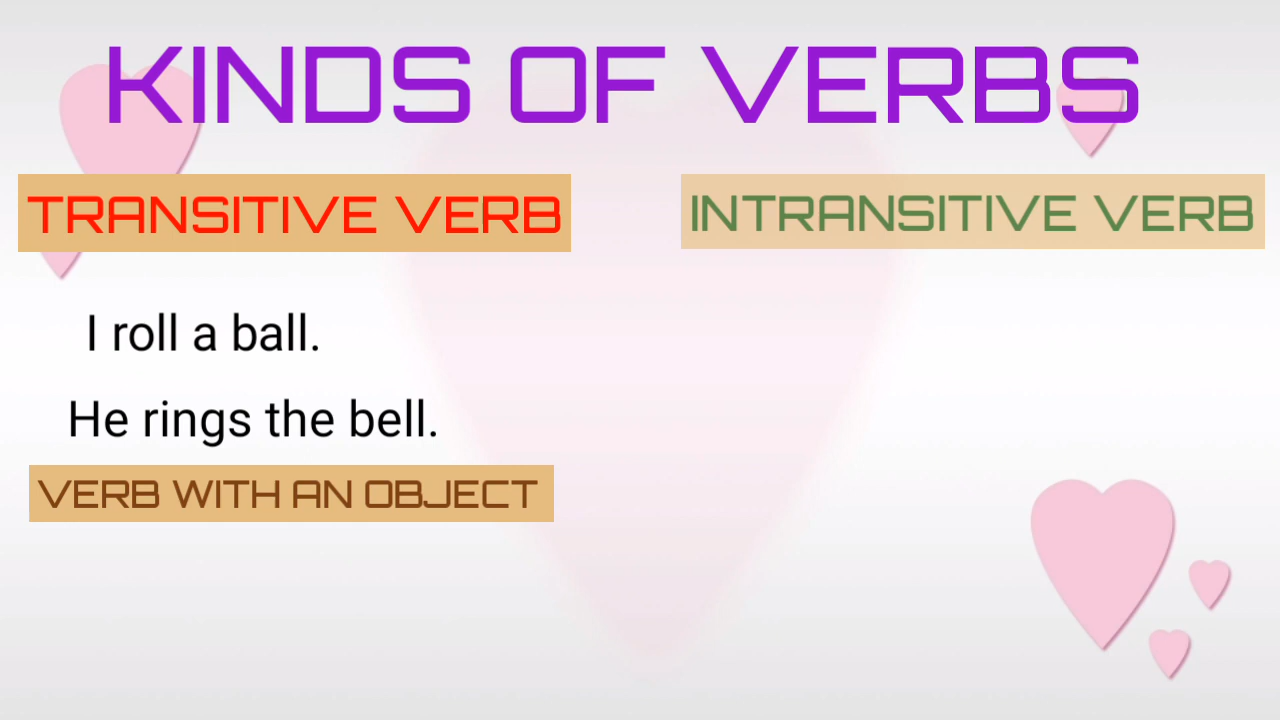 KINDS OF VERBS
TRANSITIVE VERB
INTRANSITIVE VERB
I roll a ball.
He rings the bell.
VERB WITH AN OBJECT